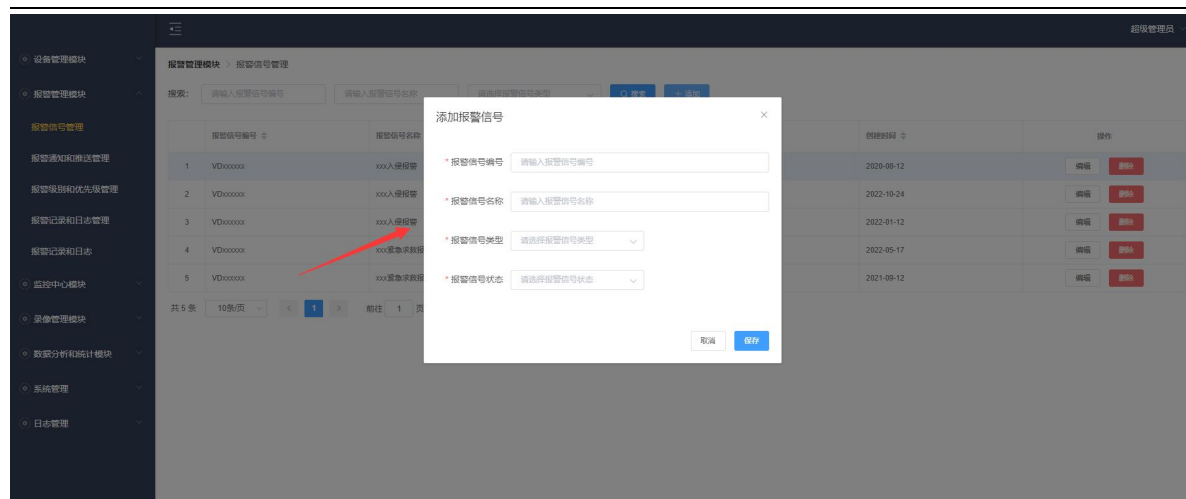 超级管理员
设备管理模块
报警管理模块
报警信号管理
报警通知和推送管理
报警级别和优先级管理
报警记录和日志管理
报警记录和日志
监控中心模块
录像管理模块
数据分析和统计模块
系统管理
日志管理
报警管理模块 > 报警信号管理
搜索: 请输入报警信号编号 请输入报警信号名称 请选择报警信号类型 搜索 + 添加
报警信号编号 报警信号名称 创建时间 操作
1 VDxxxxxx xxx入侵报警 2020-08-12 编辑 删除
2 VDxxxxxx xxx入侵报警 2022-10-24 编辑 删除
3 VDxxxxxx xxx入侵报警 2022-01-12 编辑 删除
4 VDxxxxxx xxx紧急求救报 2022-05-17 编辑 删除
5 VDxxxxxx xxx紧急求救报 2021-09-12 编辑 删除
共 5 条 10条/页 < 1 > 前往 1 页
添加报警信号 ×
* 报警信号编号 请输入报警信号编号
* 报警信号名称 请输入报警信号名称
* 报警信号类型 请选择报警信号类型
* 报警信号状态 请选择报警信号状态
取消 保存